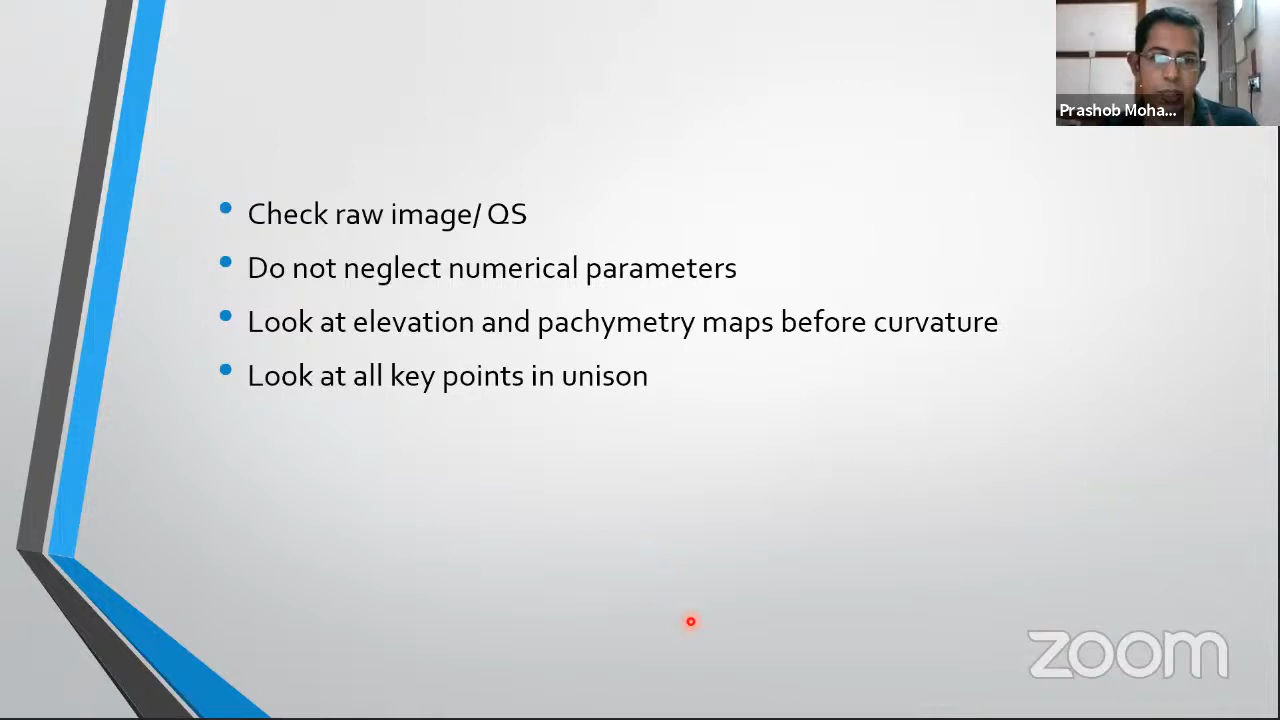 Prashob Moha...
Check raw image/ QS
Do not neglect numerical parameters
Look at elevation and pachymetry maps before curvature
Look at all key points in unison
zoom